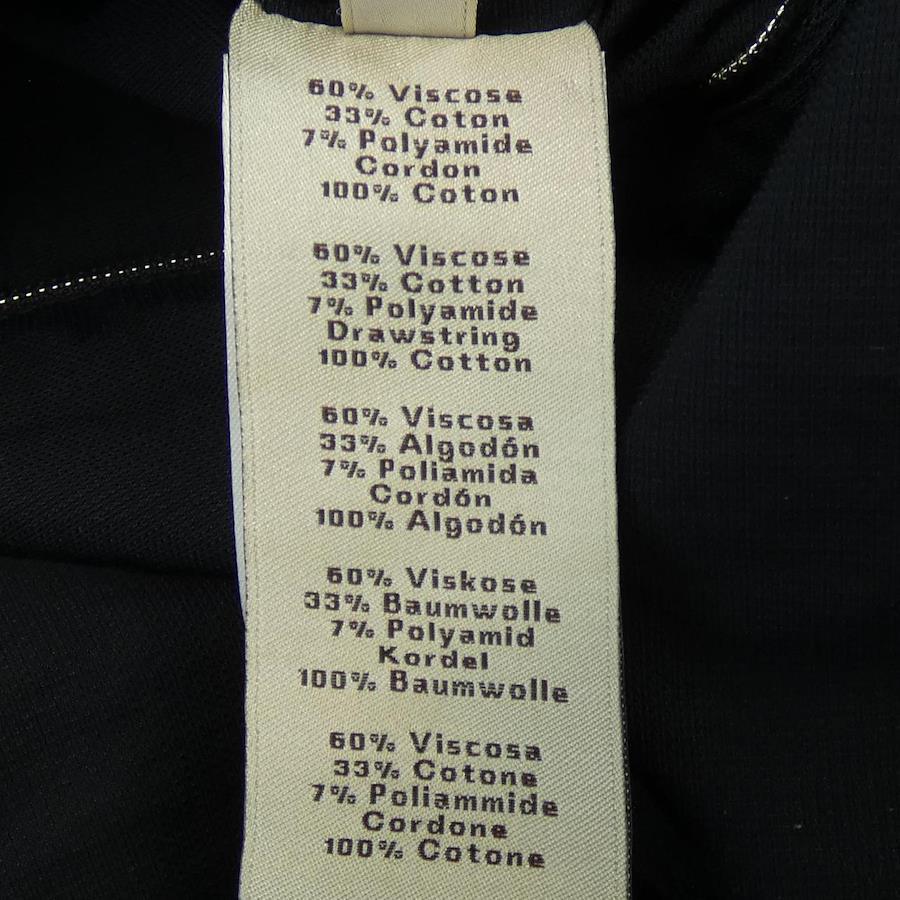 60% Viscose
33% Coton
7% Polyamide
Cordon
100% Coton
60% Viscose
33% Cotton
7% Polyamide
Drawstring
100% Cotton
60% Viscosa
33% Algodón
7% Poliamida
Cordón
100% Algodón
60% Viskose
33% Baumwolle
7% Polyamid
Kordel
100% Baumwolle
60% Viscosa
33% Cotone
7% Poliammide
Cordone
100% Cotone